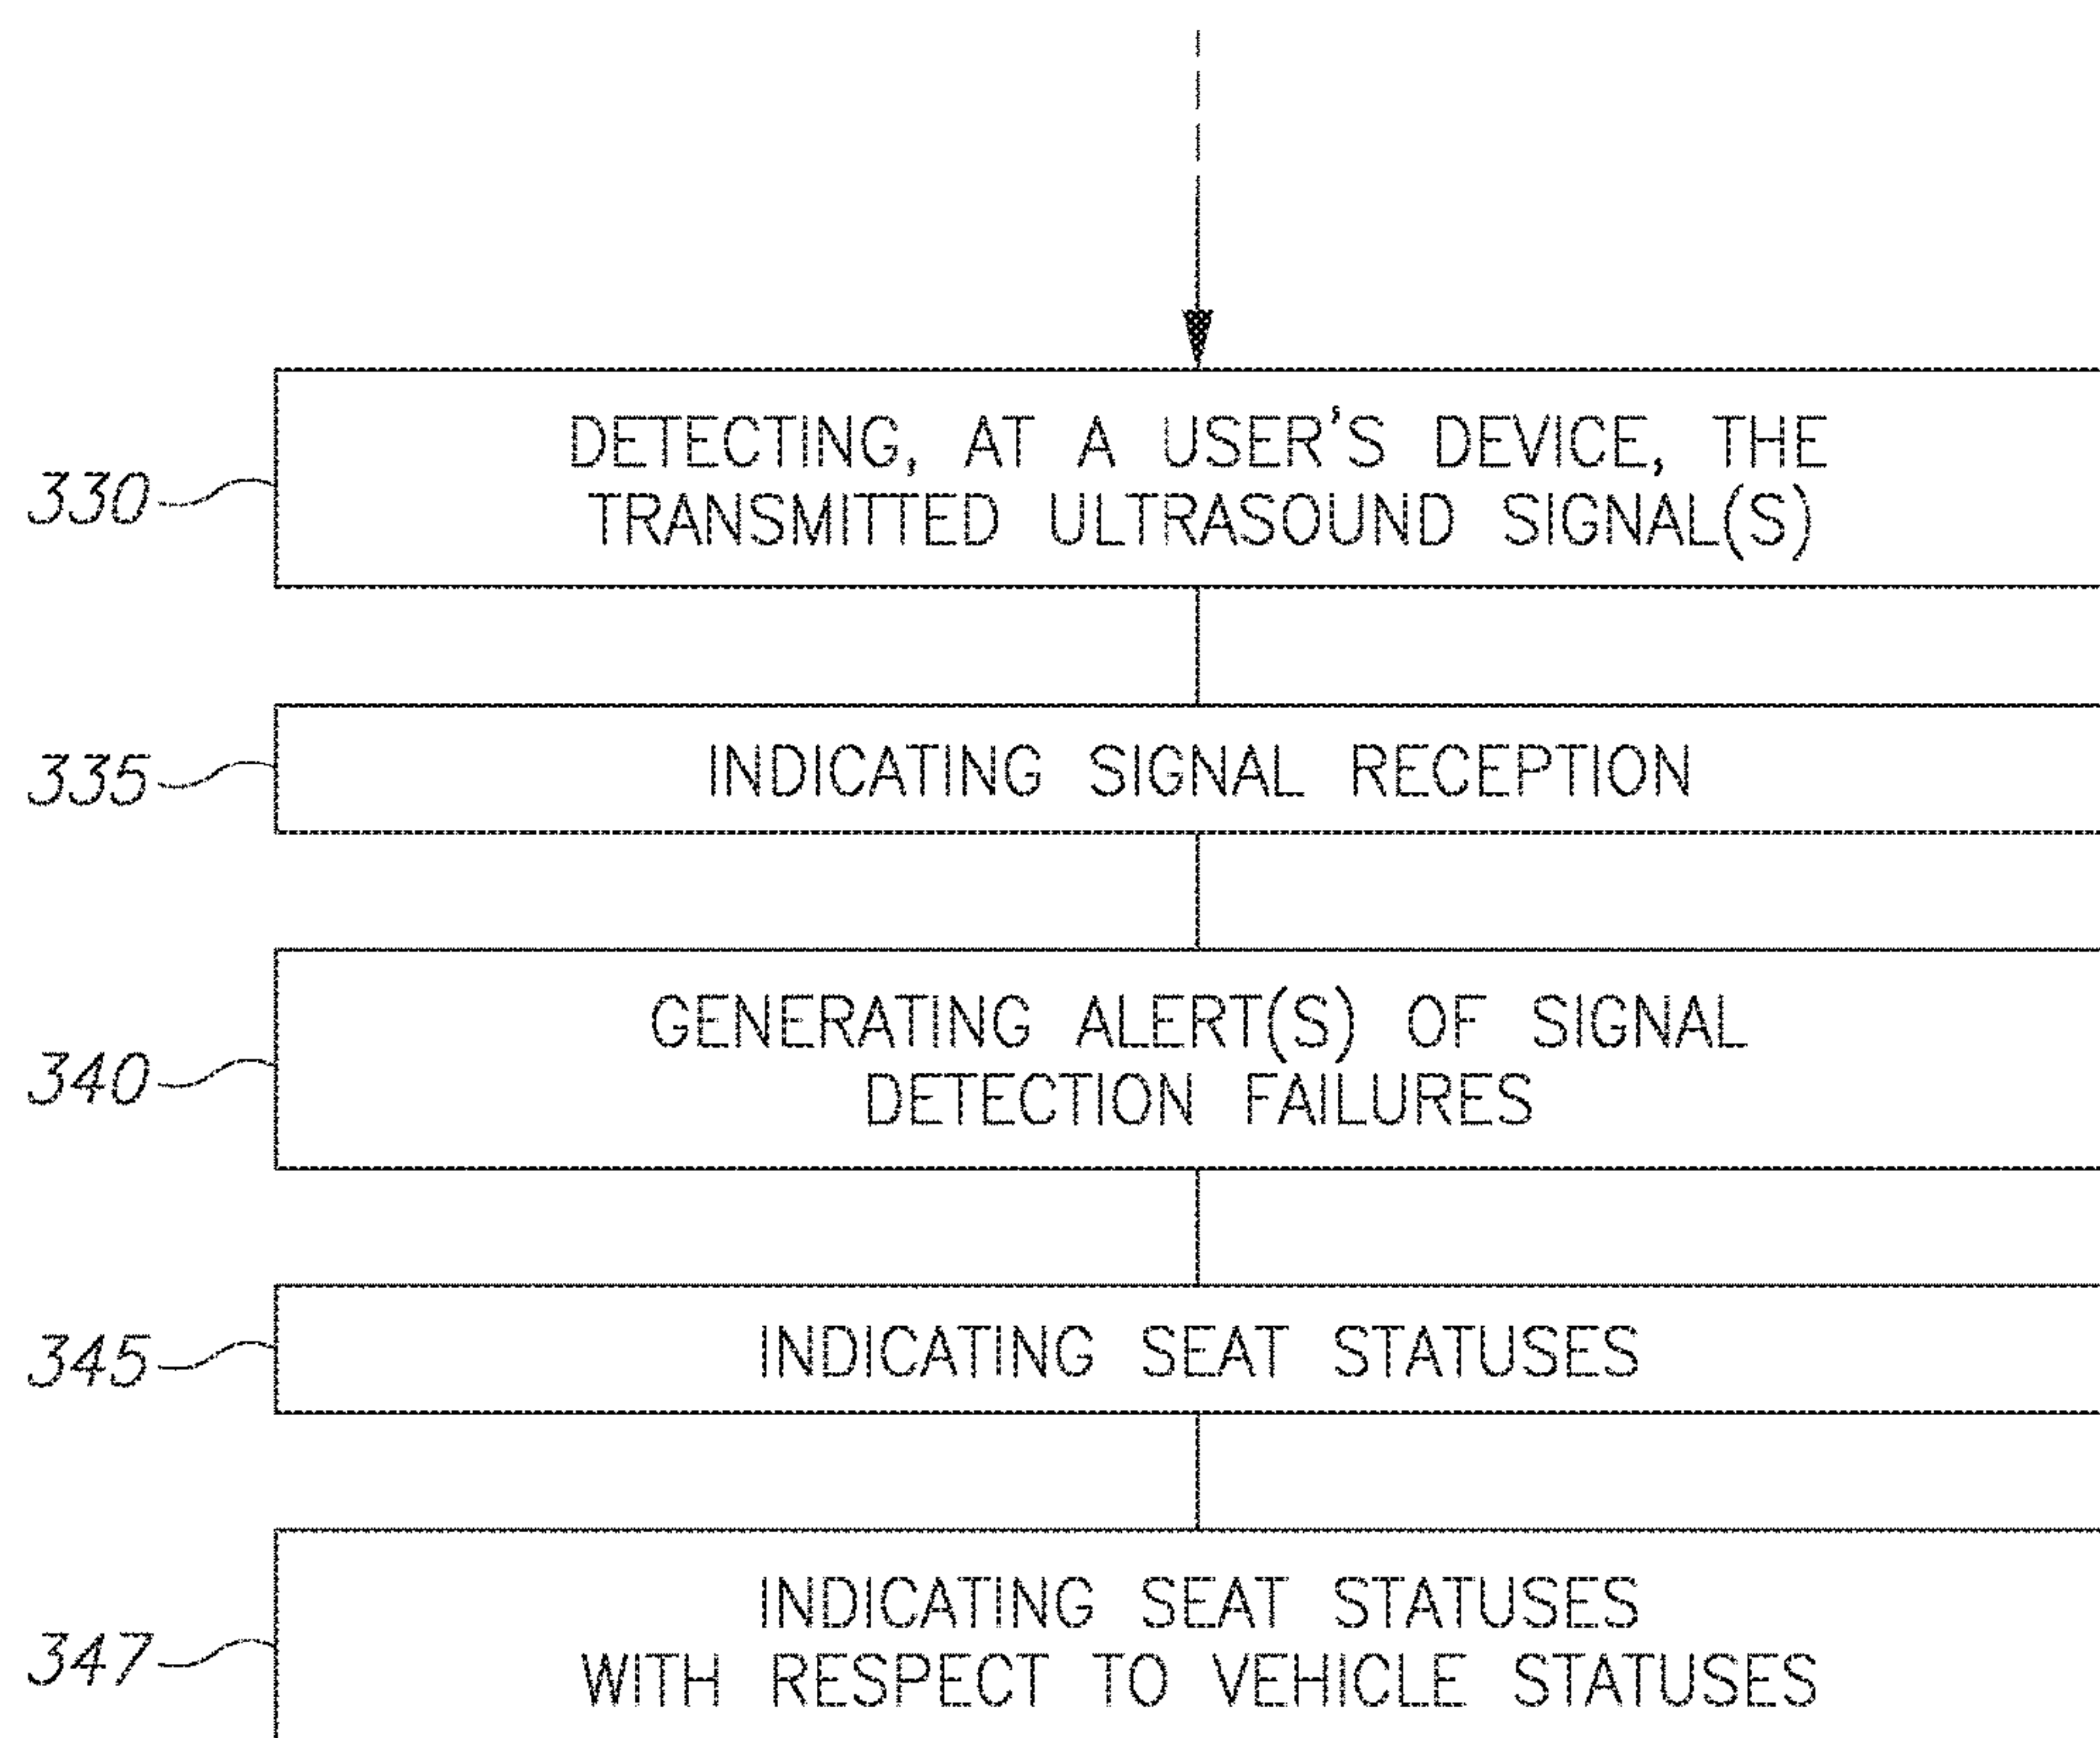 330
DETECTING, AT A USER'S DEVICE, THE
TRANSMITTED ULTRASOUND SIGNAL(S)
335
INDICATING SIGNAL RECEPTION
340
GENERATING ALERT(S) OF SIGNAL
DETECTION FAILURES
345
INDICATING SEAT STATUSES
347
INDICATING SEAT STATUSES
WITH RESPECT TO VEHICLE STATUSES